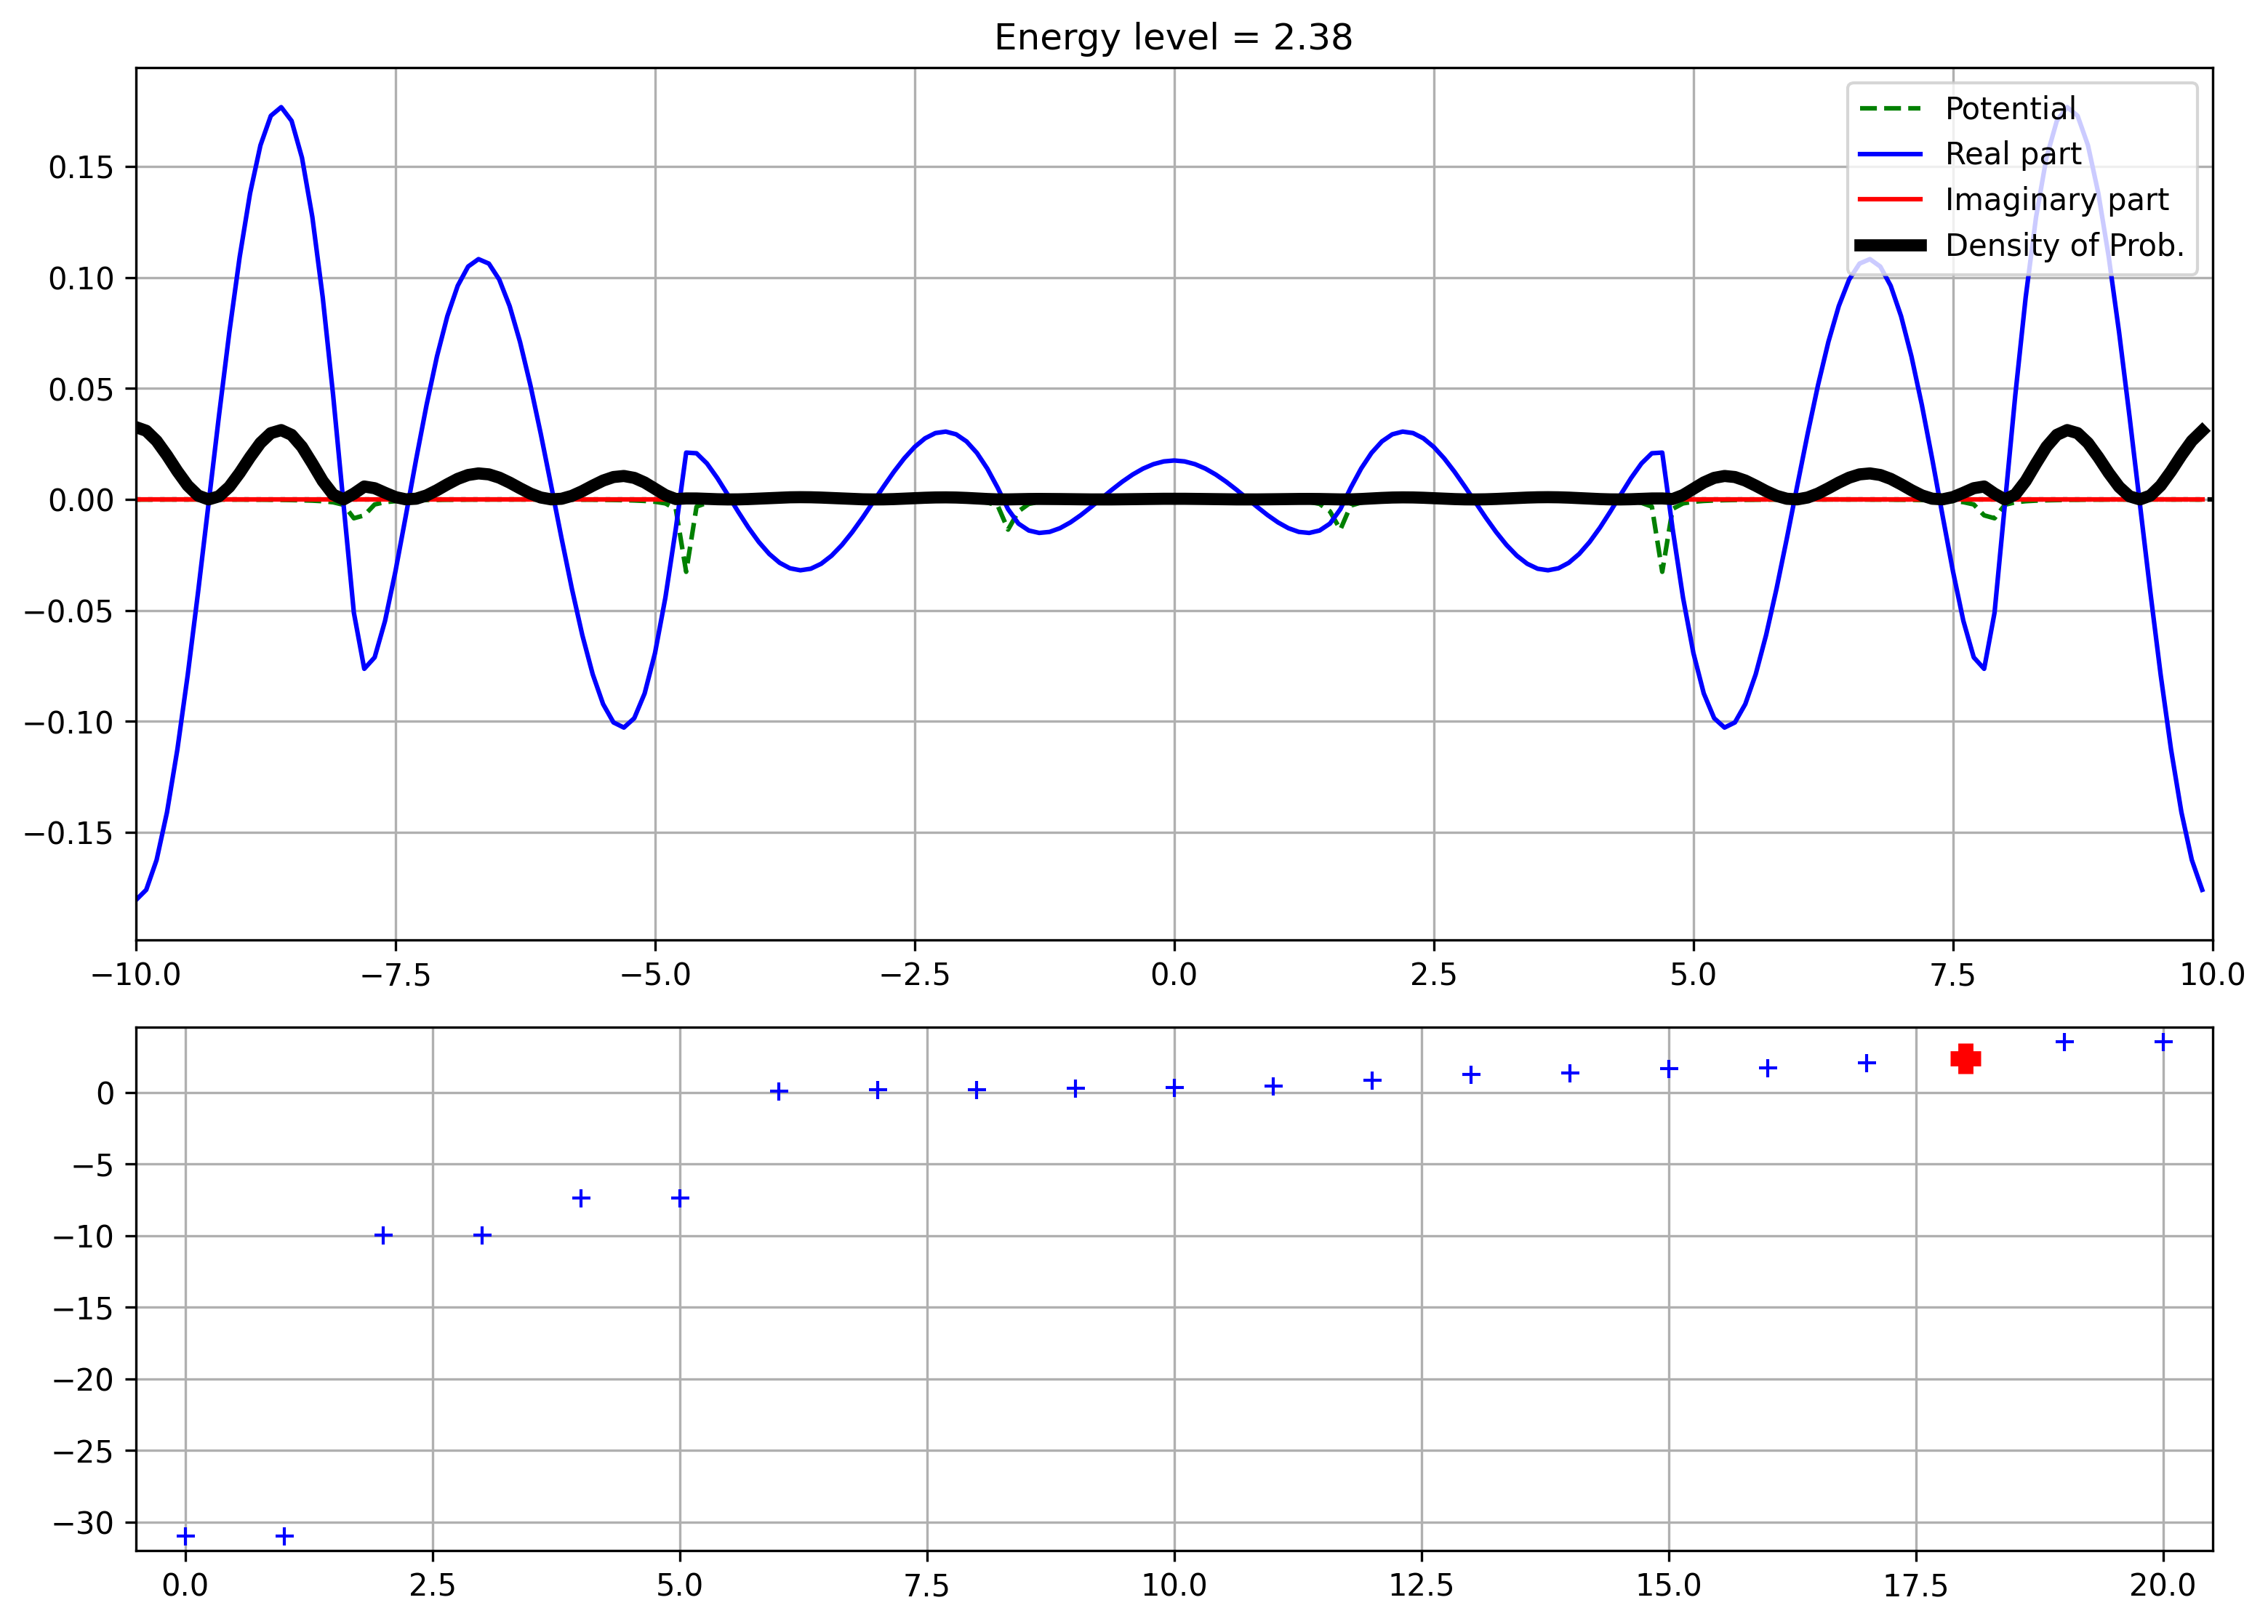 Energy level = 2.38
Potential
Real part
Imaginary part
Density of Prob.
0.15
0.10
0.05
0.00
−0.05
−0.10
−0.15
−10.0 −7.5 −5.0 −2.5 0.0 2.5 5.0 7.5 10.0
0
−5
−10
−15
−20
−25
−30
0.0 2.5 5.0 7.5 10.0 12.5 15.0 17.5 20.0